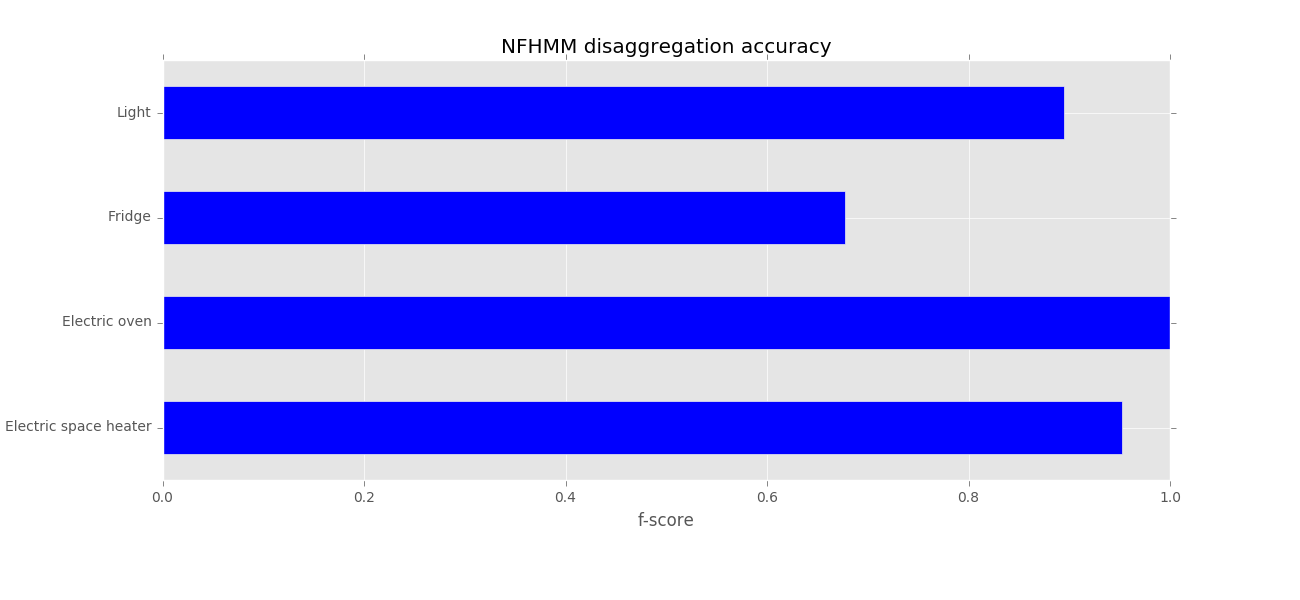 NFHMM disaggregation accuracy
Light
Fridge
Electric oven
Electric space heater
0.0 0.2 0.4 0.6 0.8 1.0
f-score